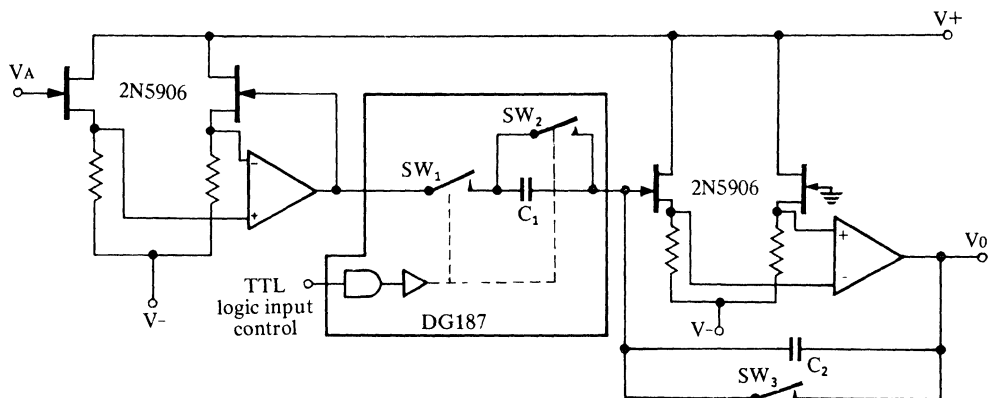 V+
VA
2N5906
SW2
SW1
C1
2N5906
-
+
+
-
V0
TTL
logic input
control
V-
DG187
V-
C2
SW3